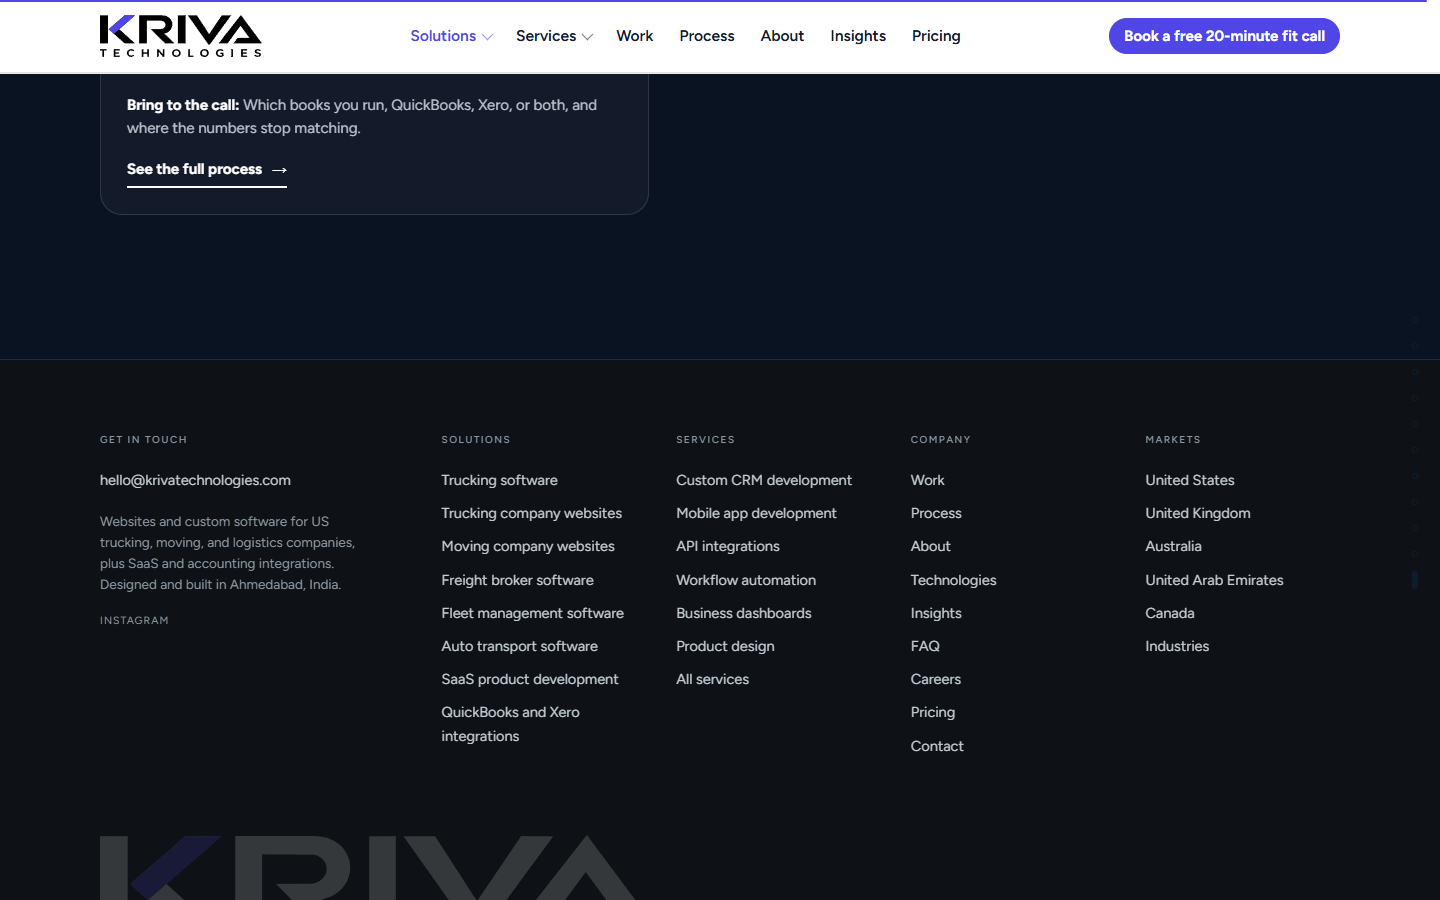 KRIVA
TECHNOLOGIES
Solutions
Services
Work
Process
About
Insights
Pricing
Book a free 20-minute fit call
Bring to the call: Which books you run, QuickBooks, Xero, or both, and
where the numbers stop matching.
See the full process →
GET IN TOUCH
hello@krivatechnologies.com
Websites and custom software for US
trucking, moving, and logistics companies,
plus SaaS and accounting integrations.
Designed and built in Ahmedabad, India.
INSTAGRAM
SOLUTIONS
Trucking software
Trucking company websites
Moving company websites
Freight broker software
Fleet management software
Auto transport software
SaaS product development
QuickBooks and Xero
integrations
SERVICES
Custom CRM development
Mobile app development
API integrations
Workflow automation
Business dashboards
Product design
All services
COMPANY
Work
Process
About
Technologies
Insights
FAQ
Careers
Pricing
Contact
MARKETS
United States
United Kingdom
Australia
United Arab Emirates
Canada
Industries
KRIVA